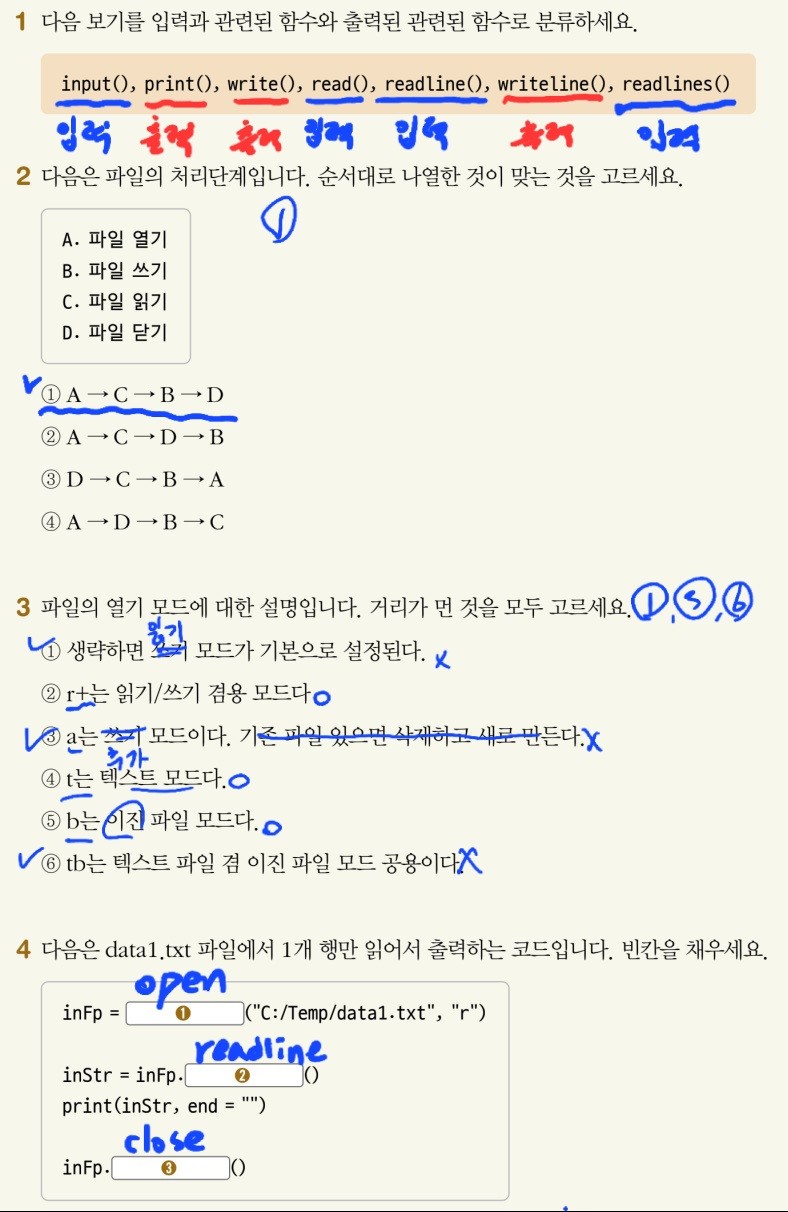 1 다음 보기를 입력과 관련된 함수와 출력된 관련된 함수로 분류하세요.
input(), print(), write(), read(), readline(), writeline(), readlines()
입력 출력 출력 입력 입력 출력 입력
2 다음은 파일의 처리단계입니다. 순서대로 나열한 것이 맞는 것을 고르세요.
①
A. 파일 열기
B. 파일 쓰기
C. 파일 읽기
D. 파일 닫기
① A → C → B → D
② A → C → D → B
③ D → C → B → A
④ A → D → B → C
3 파일의 열기 모드에 대한 설명입니다. 거리가 먼 것을 모두 고르세요. ①, ⑤, ⑥
읽기
① 생략하면 쓰기 모드가 기본으로 설정된다. X
② r+는 읽기/쓰기 겸용 모드다 O
③ a는 쓰기 모드이다. 기존 파일 있으면 삭제하고 새로 만든다. X
추가
④ t는 텍스트 모드다. O
⑤ b는 이진 파일 모드다. O
⑥ tb는 텍스트 파일 겸 이진 파일 모드 공용이다. X
4 다음은 data1.txt 파일에서 1개 행만 읽어서 출력하는 코드입니다. 빈칸을 채우세요.
open
inFp = ❶ ("C:/Temp/data1.txt", "r")
readline
inStr = inFp. ❷ ()
print(inStr, end = "")
close
inFp. ❸ ()